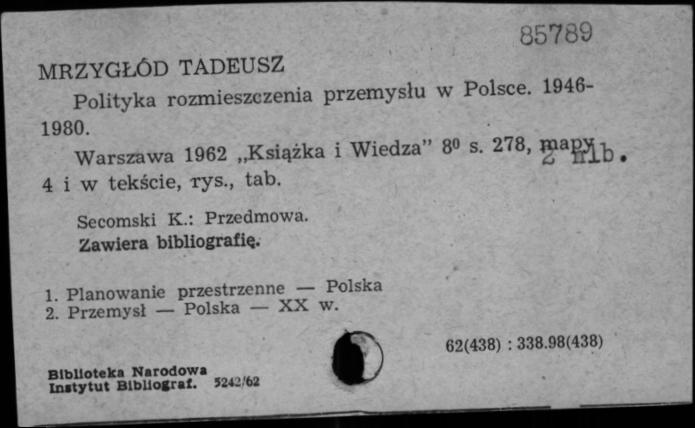 85789
MRZYGŁÓD TADEUSZ
Polityka rozmieszczenia przemysłu w Polsce. 1946-
1980.
Warszawa 1962 „Książka i Wiedza” 8⁰ s. 278, mapy
2 nlb.
4 i w tekście, rys., tab.
Secomski K.: Przedmowa.
Zawiera bibliografię.
1. Planowanie przestrzenne — Polska
2. Przemysł — Polska — XX w.
62(438) : 338.98(438)
Biblioteka Narodowa
Instytut Bibliograf. 5242/62